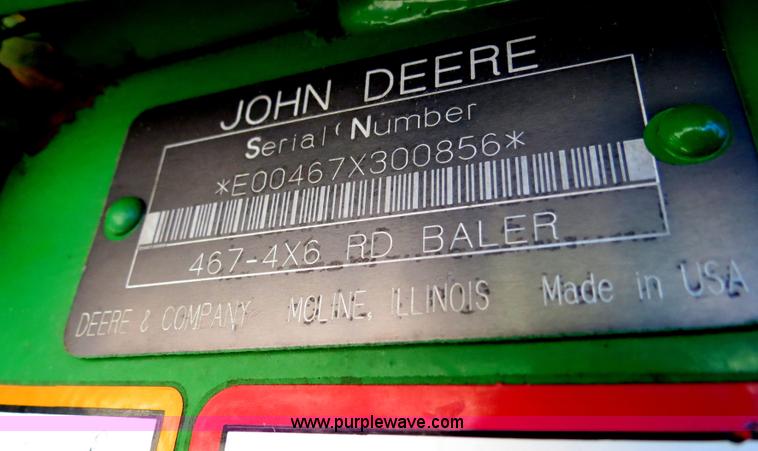 JOHN DEERE
Serial Number
*E00467X300856*
467-4X6 RD BALER
DEERE & COMPANY MOLINE, ILLINOIS Made in USA
www.purplewave.com